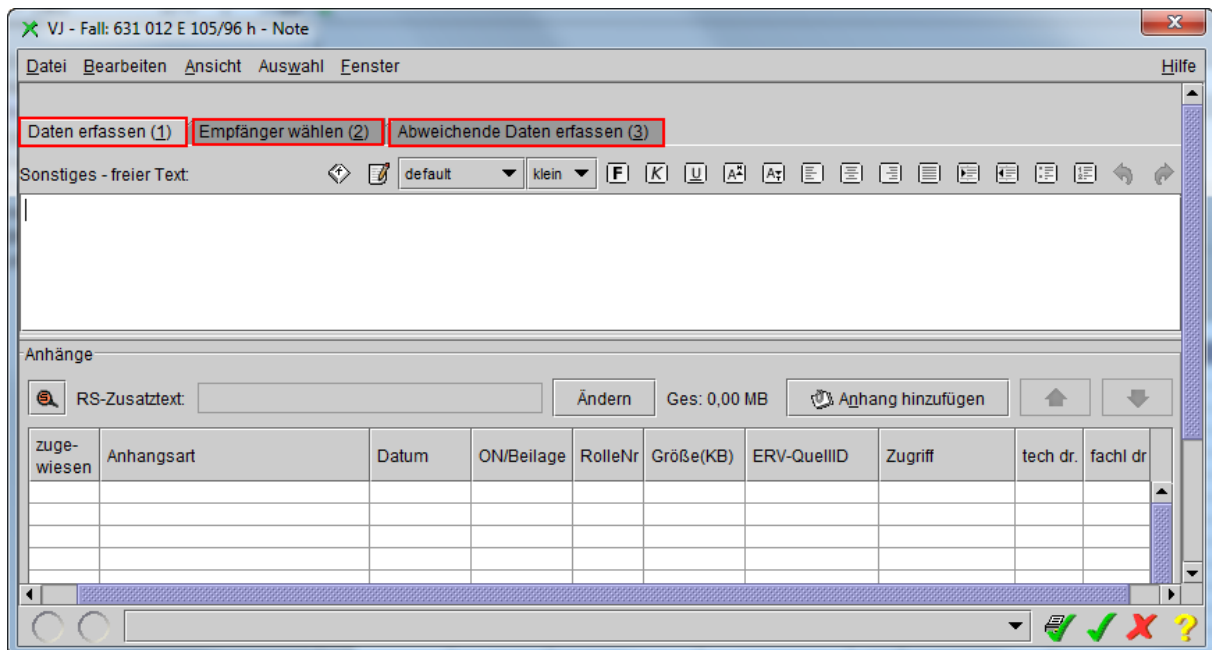 VJ - Fall: 631 012 E 105/96 h - Note
Datei Bearbeiten Ansicht Auswahl Fenster Hilfe
Daten erfassen (1) Empfänger wählen (2) Abweichende Daten erfassen (3)
Sonstiges - freier Text: default klein F K U
Anhänge
RS-Zusatztext: Ändern Ges: 0,00 MB Anhang hinzufügen
zuge-
wiesen Anhangsart Datum ON/Beilage RolleNr Größe(KB) ERV-QuellID Zugriff tech dr. fachl dr